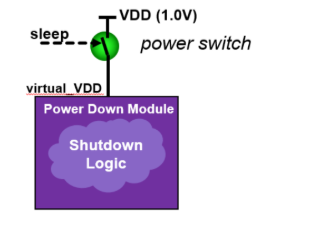 VDD (1.0V)
sleep
power switch
virtual_VDD
Power Down Module
Shutdown
Logic